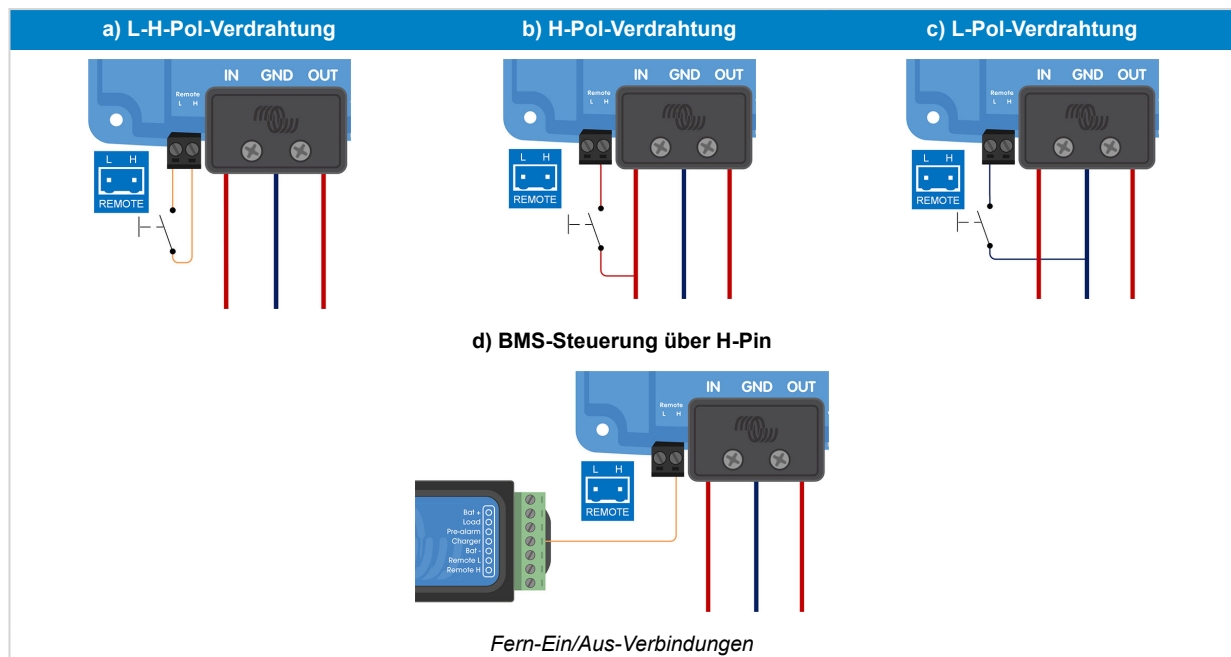 a) L-H-Pol-Verdrahtung
b) H-Pol-Verdrahtung
c) L-Pol-Verdrahtung
IN GND OUT
Remote
L H
L H
REMOTE
IN GND OUT
Remote
L H
L H
REMOTE
IN GND OUT
Remote
L H
L H
REMOTE
d) BMS-Steuerung über H-Pin
IN GND OUT
Remote
L H
L H
REMOTE
Bat +
Load
Pre-alarm
Charger
Bat -
Remote L
Remote H
Fern-Ein/Aus-Verbindungen